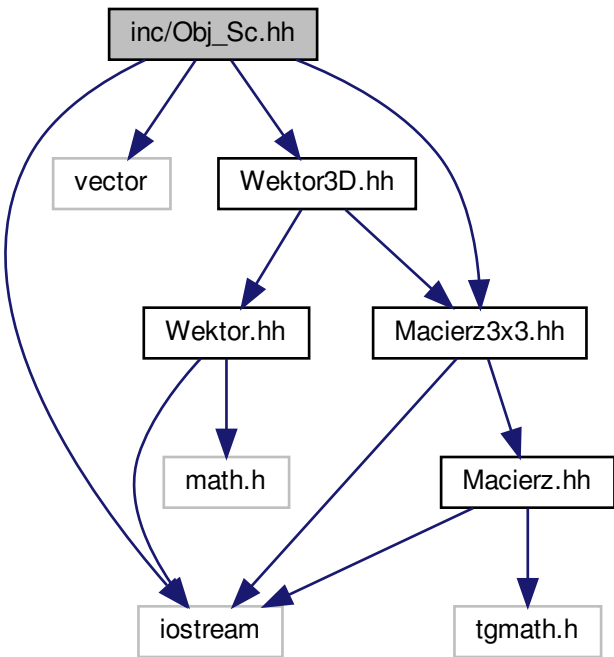 inc/Obj_Sc.hh
vector
Wektor3D.hh
Wektor.hh
Macierz3x3.hh
math.h
Macierz.hh
iostream
tgmath.h